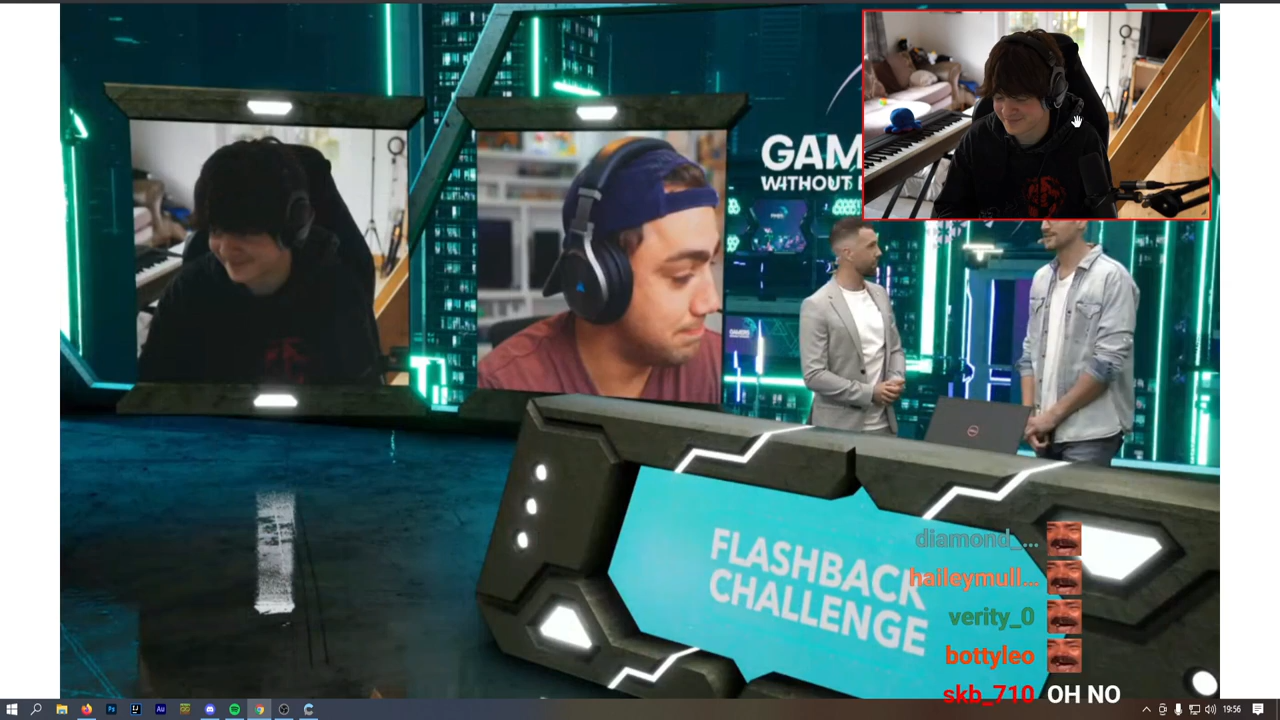 GAM
WITHOUT
FLASHBACK
CHALLENGE
diamond_...
haileymull...
verity_0
bottyleo
skb_710 OH NO
19:56